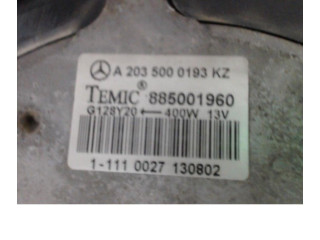 A 203 500 0193 KZ
TEMIC® 885001960
G128Y20 ← 400W 13V
1-111 0027 130802